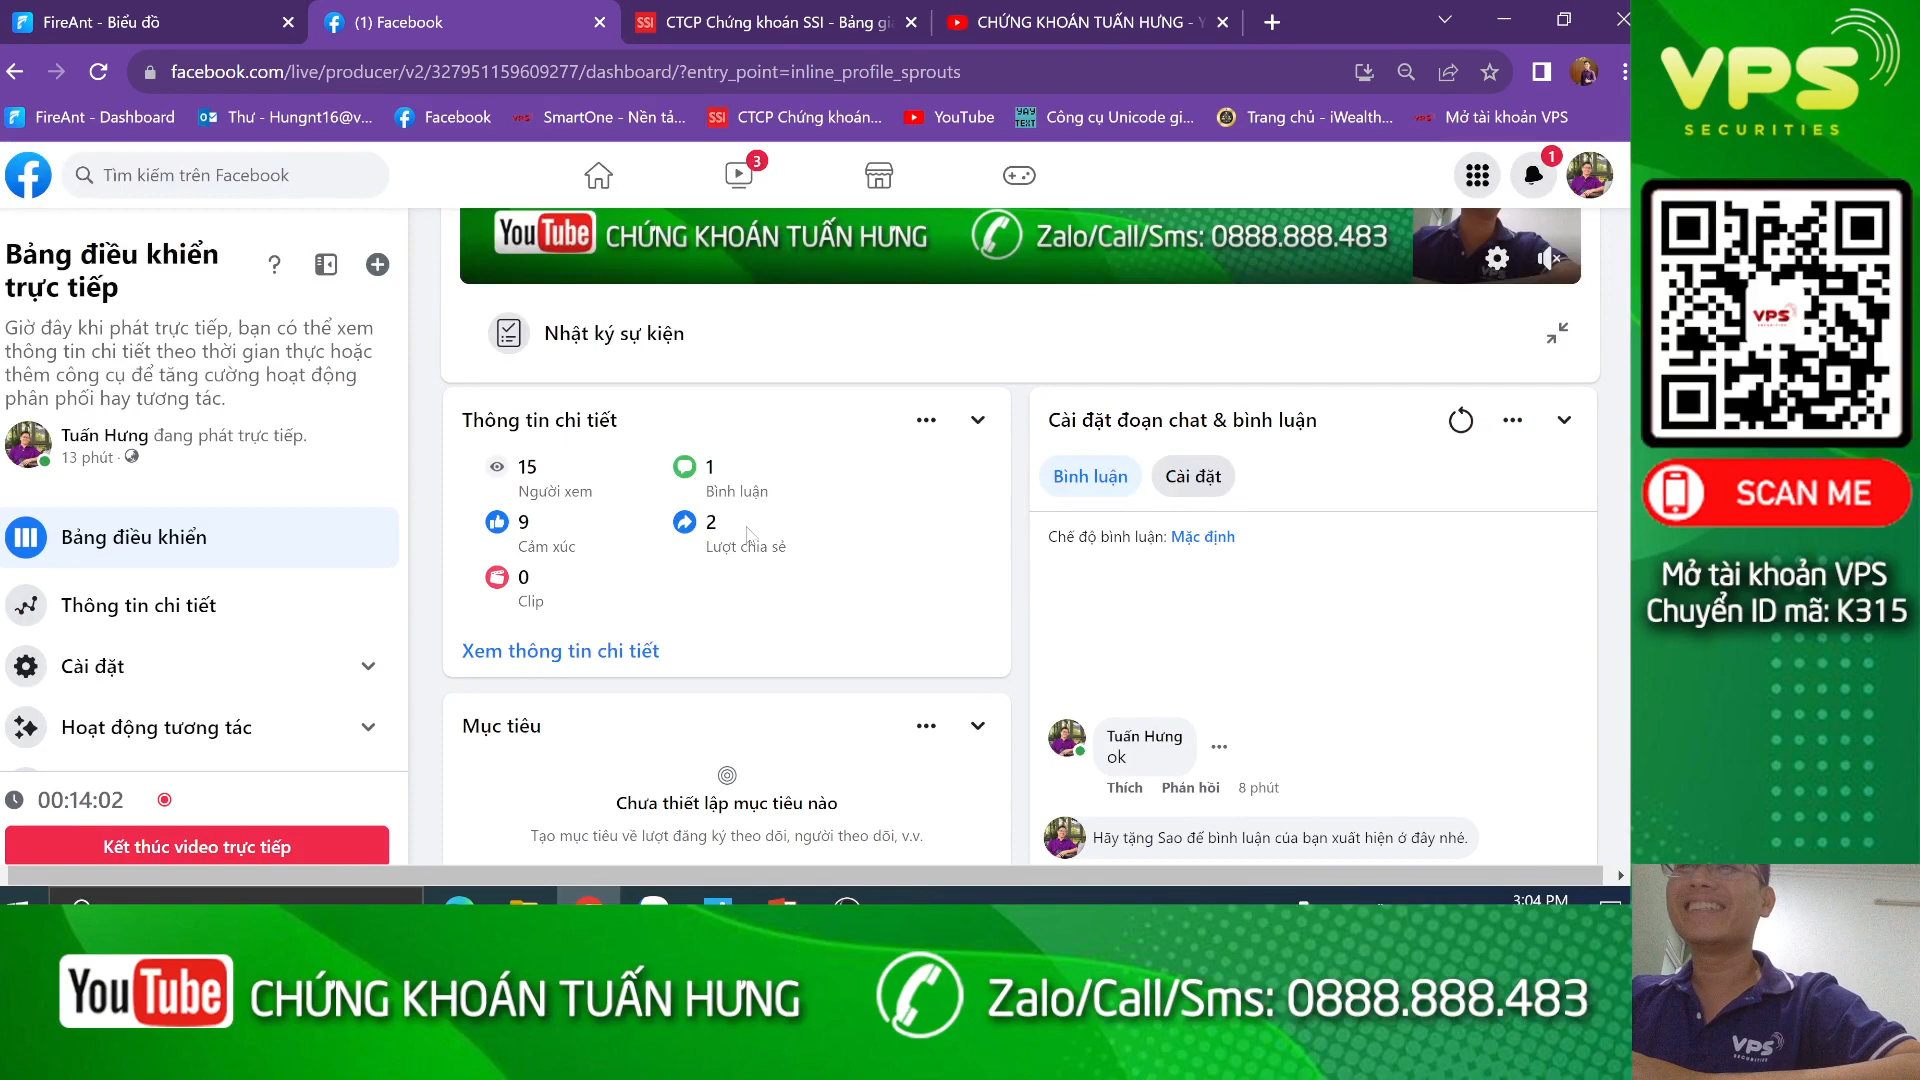 FireAnt - Biểu đồ
(1) Facebook
SSI
CTCP Chứng khoán SSI - Bảng gi
CHỨNG KHOÁN TUẤN HƯNG - Y
facebook.com/live/producer/v2/327951159609277/dashboard/?entry_point=inline_profile_sprouts
FireAnt - Dashboard
Thư - Hungnt16@v...
Facebook
SmartOne - Nền tả...
SSI
CTCP Chứng khoán...
YouTube
YAY TEXT
Công cụ Unicode gi...
Trang chủ - iWealth...
Mở tài khoản VPS
Tìm kiếm trên Facebook
3
1
Bảng điều khiển
trực tiếp
Giờ đây khi phát trực tiếp, bạn có thể xem
thông tin chi tiết theo thời gian thực hoặc
thêm công cụ để tăng cường hoạt động
phân phối hay tương tác.
Tuấn Hưng đang phát trực tiếp.
13 phút ·
Bảng điều khiển
Thông tin chi tiết
Cài đặt
Hoạt động tương tác
00:14:02
Kết thúc video trực tiếp
YouTube CHỨNG KHOÁN TUẤN HƯNG
Zalo/Call/Sms: 0888.888.483
Nhật ký sự kiện
Thông tin chi tiết
15
Người xem
1
Bình luận
9
Cảm xúc
2
Lượt chia sẻ
0
Clip
Xem thông tin chi tiết
Mục tiêu
Chưa thiết lập mục tiêu nào
Tạo mục tiêu về lượt đăng ký theo dõi, người theo dõi, v.v.
Cài đặt đoạn chat & bình luận
Bình luận
Cài đặt
Chế độ bình luận: Mặc định
Tuấn Hưng
ok
Thích
Phản hồi
8 phút
Hãy tặng Sao để bình luận của bạn xuất hiện ở đây nhé.
3:04 PM
VPS
SECURITIES
VPS
SCAN ME
Mở tài khoản VPS
Chuyển ID mã: K315
YouTube CHỨNG KHOÁN TUẤN HƯNG
Zalo/Call/Sms: 0888.888.483
VPS
SECURITIES